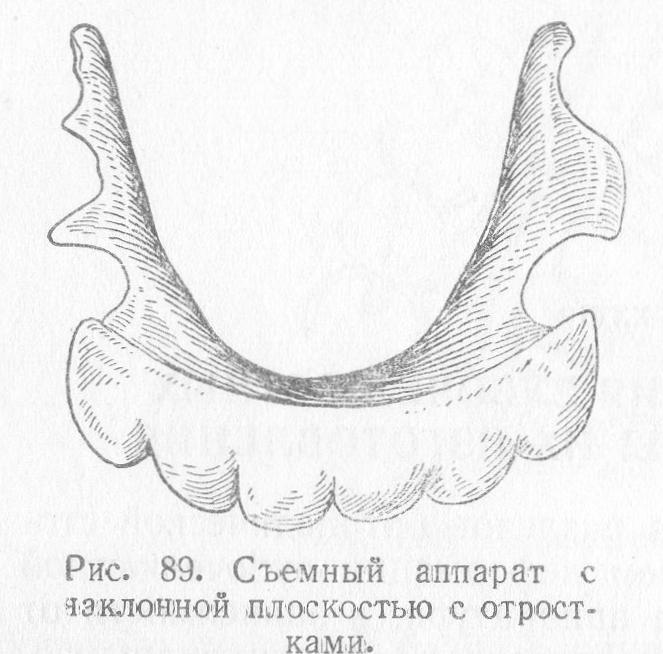 Рис. 89. Съемный аппарат с
наклонной плоскостью с отрост-
ками.